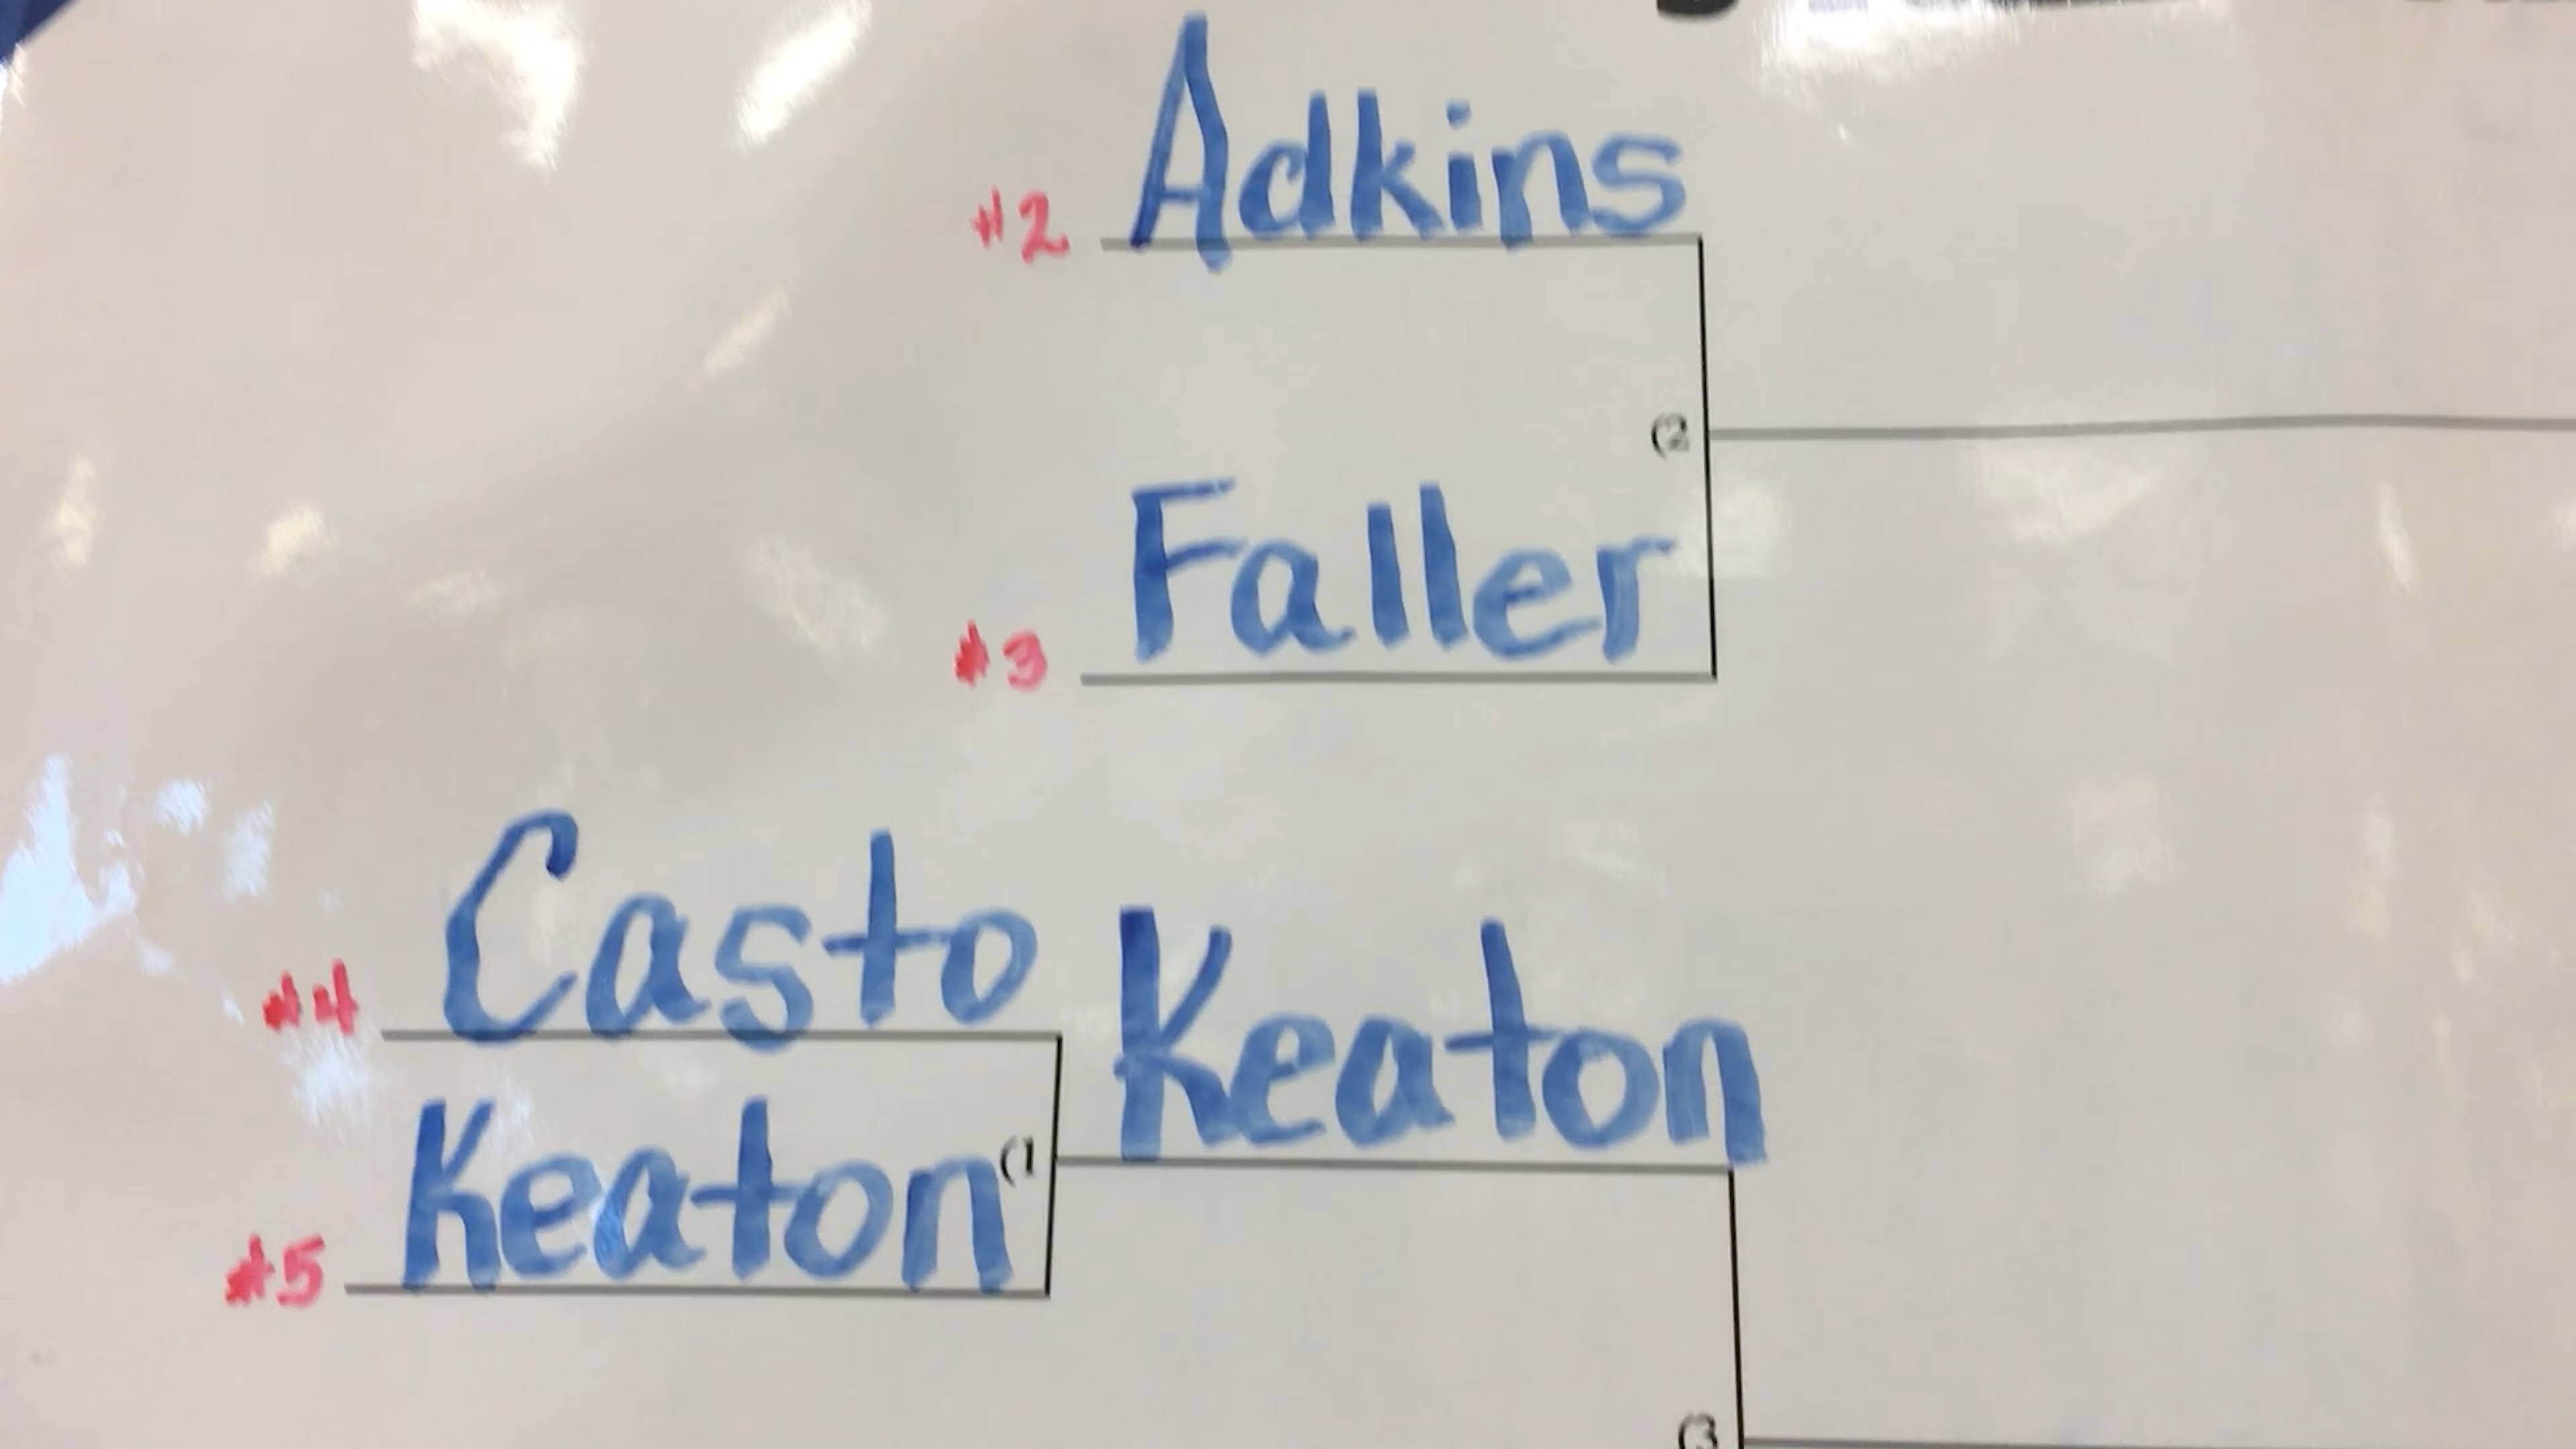 #2 Adkins
(2
#3 Faller
#4 Casto
Keaton
#5 Keaton
(1
(3